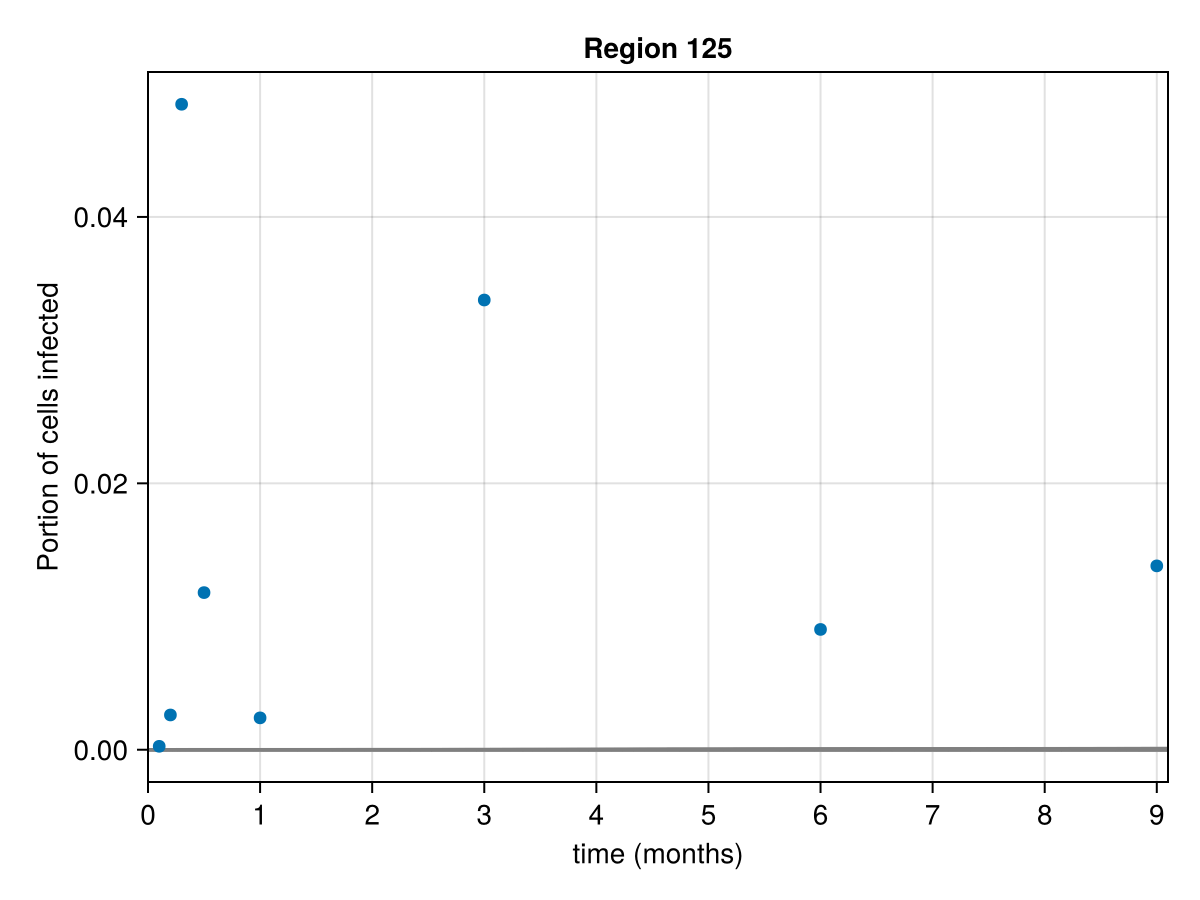 Region 125
Portion of cells infected
0.04
0.02
0.00
0 1 2 3 4 5 6 7 8 9
time (months)